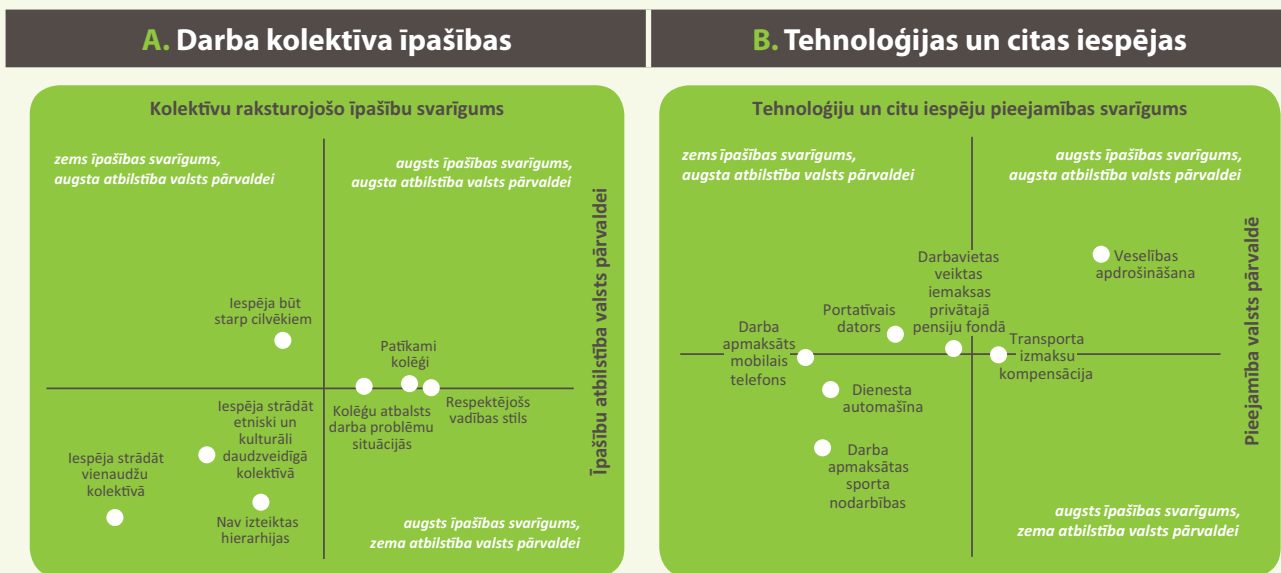 A. Darba kolektīva īpašības
Kolektīvu raksturojošo īpašību svarīgums
zems īpašības svarīgums,
augsta atbilstība valsts pārvaldei
augsts īpašības svarīgums,
augsta atbilstība valsts pārvaldei
Īpašību atbilstība valsts pārvaldei
Iespēja būt
starp cilvēkiem
Patīkami
kolēģi
Kolēģu atbalsts
darba problēmu
situācijās
Respektējošs
vadības stils
Iespēja strādāt
etniski un
kulturāli
daudzveidīgā
kolektīvā
Iespēja strādāt
vienaudžu
kolektīvā
Nav izteiktas
hierarhijas
augsts īpašības svarīgums,
zema atbilstība valsts pārvaldei
B. Tehnoloģijas un citas iespējas
Tehnoloģiju un citu iespēju pieejamības svarīgums
zems īpašības svarīgums,
augsta atbilstība valsts pārvaldei
augsts īpašības svarīgums,
augsta atbilstība valsts pārvaldei
Pieejamība valsts pārvaldē
Veselības
apdrošināšana
Darbavietas
veiktas
iemaksas
privātajā
pensiju fondā
Portatīvais
dators
Darba
apmaksāts
mobilais
telefons
Transporta
izmaksu
kompensācija
Dienesta
automašīna
Darba
apmaksātas
sporta
nodarbības
augsts īpašības svarīgums,
zema atbilstība valsts pārvaldei